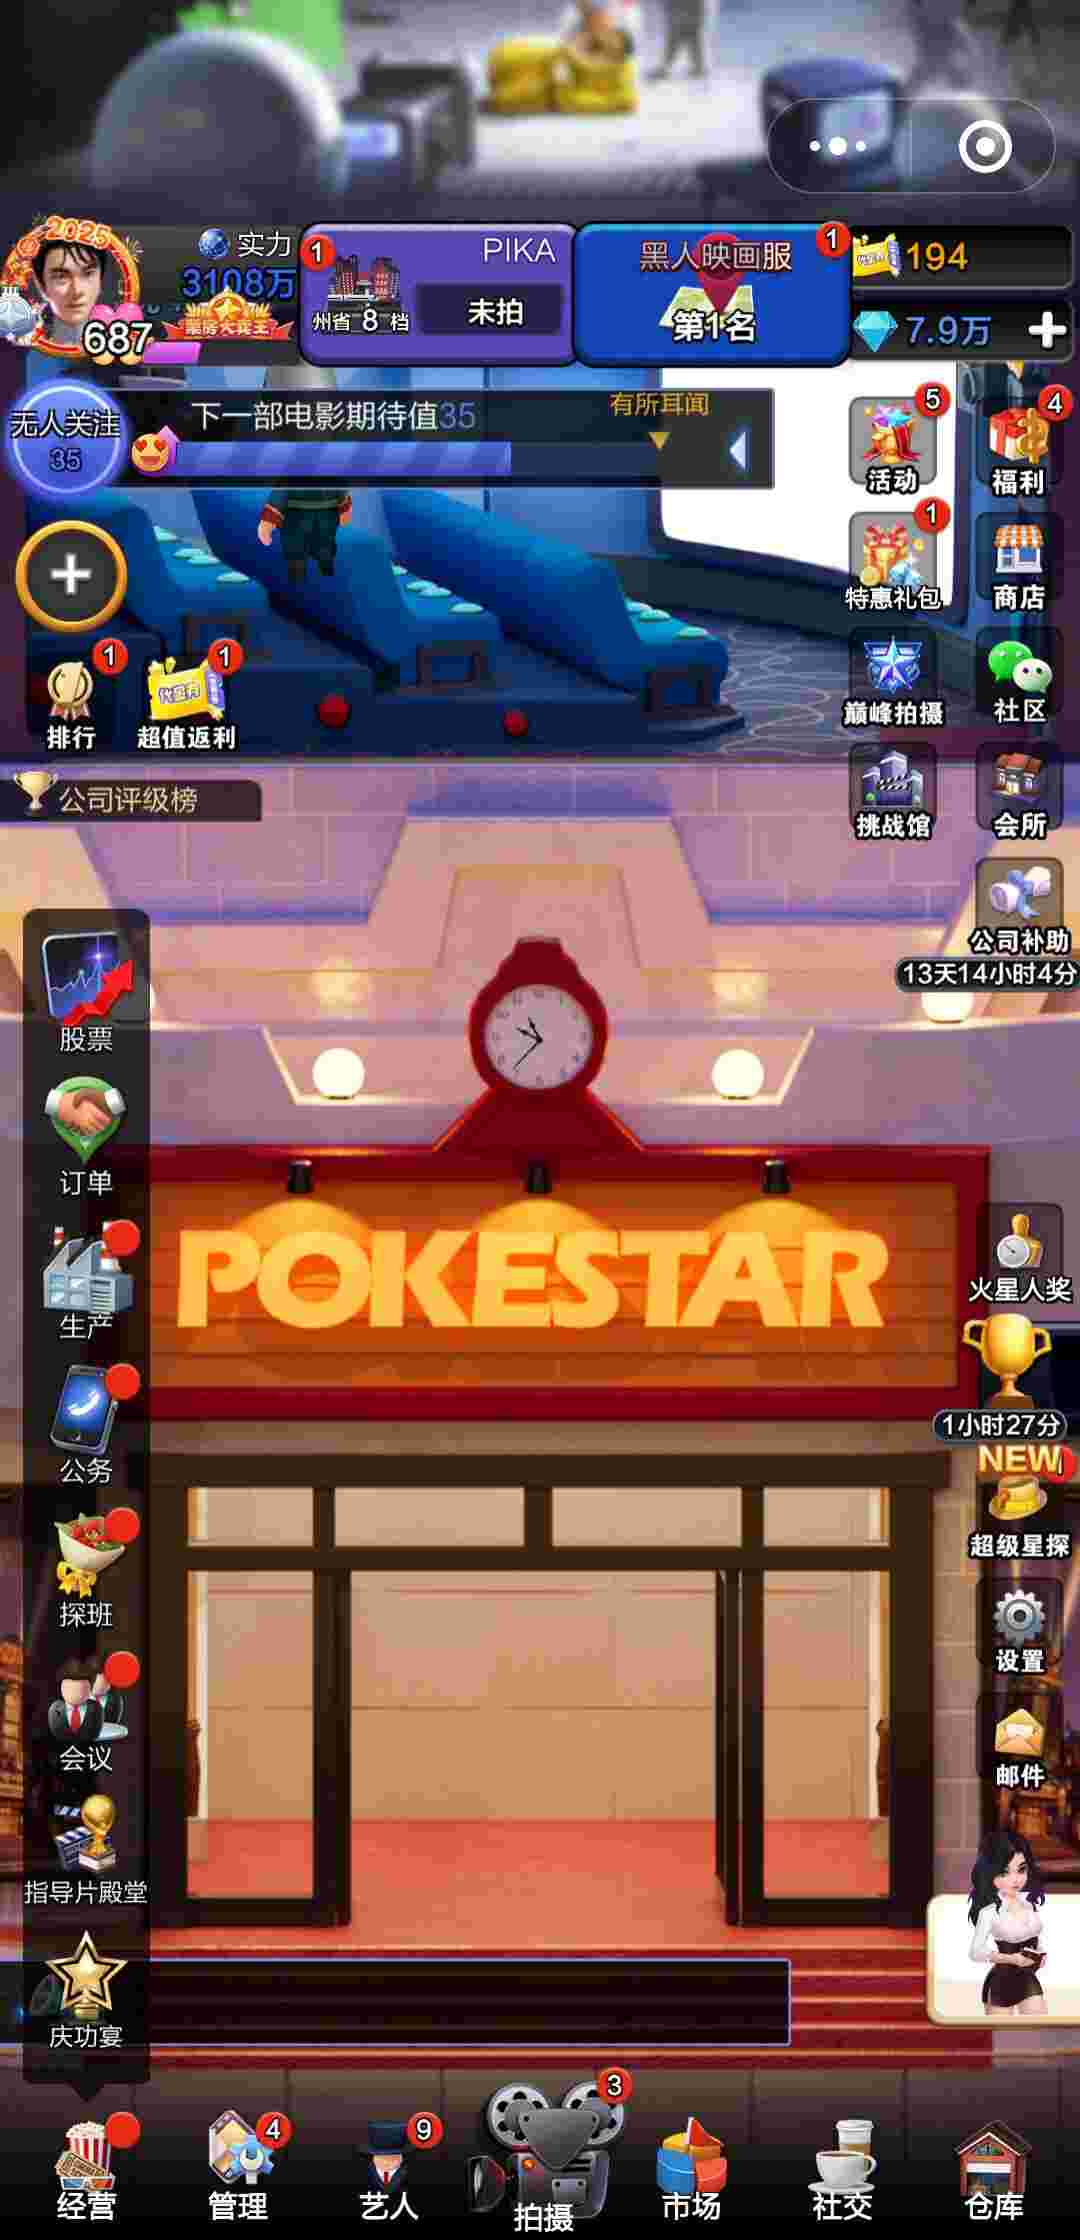 2025
实力
3108万
687
票房大赏王
1
PIKA
州省 8 档
未拍
黑人映画服
1
第1名
代金券
194
7.9万
无人关注
35
下一部电影期待值35
有所耳闻
5
活动
4
福利
1
特惠礼包
商店
1
排行
代金券
1
超值返利
巅峰拍摄
社区
公司评级榜
挑战馆
会所
公司补助
13天14小时4分
股票
订单
POKESTAR
生产
火星人奖
公务
1小时27分
NEW
超级星探
探班
设置
会议
邮件
指导片殿堂
庆功宴
经营
4
管理
9
艺人
3
拍摄
市场
社交
仓库